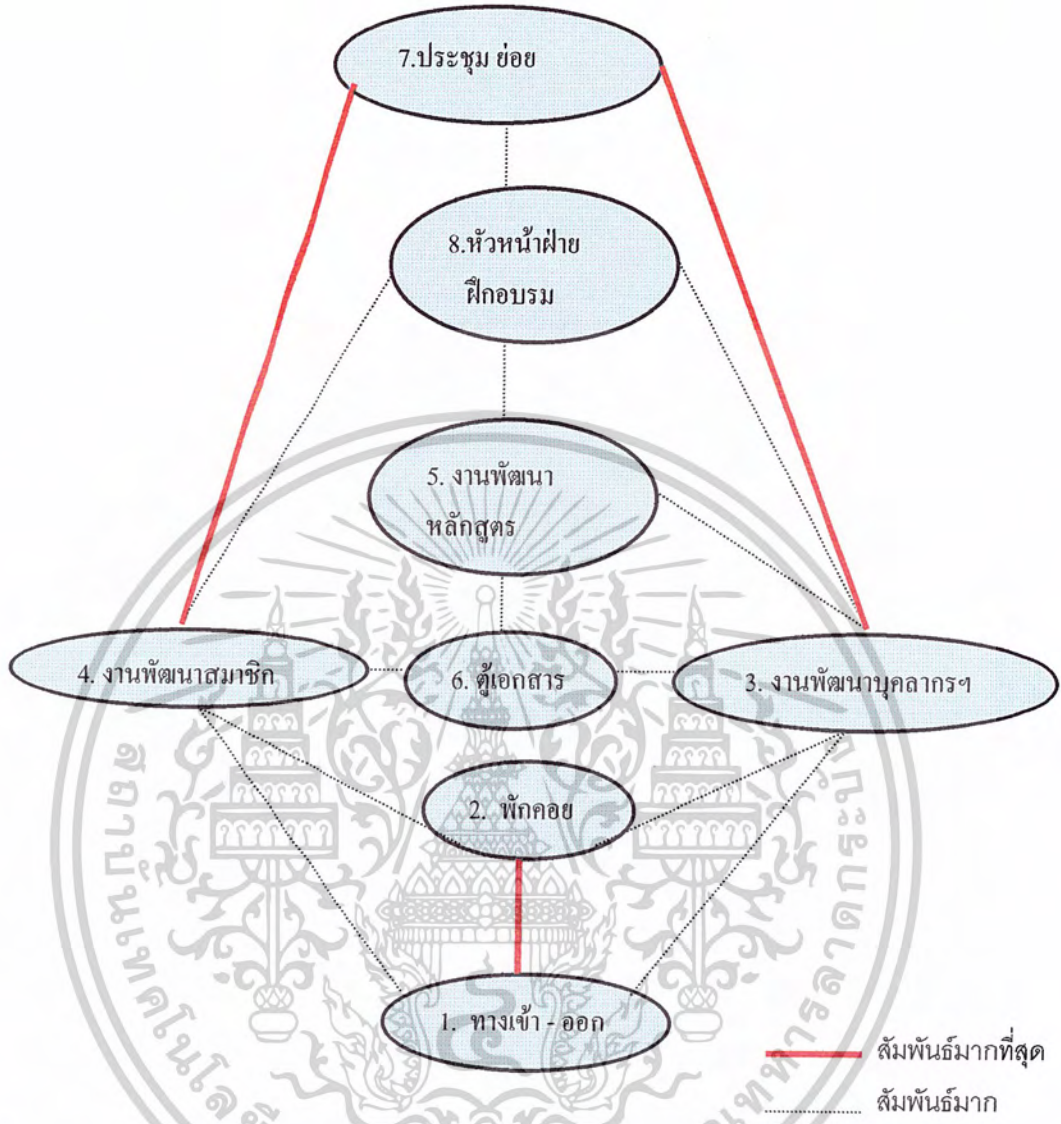 7.ประชุม ย่อย
8.หัวหน้าฝ่าย
ฝึกอบรม
5. งานพัฒนา
หลักสูตร
4. งานพัฒนาสมาชิก
6. ตู้เอกสาร
3. งานพัฒนาบุคลากรฯ
2. พักคอย
1. ทางเข้า - ออก
สัมพันธ์มากที่สุด
สัมพันธ์มาก